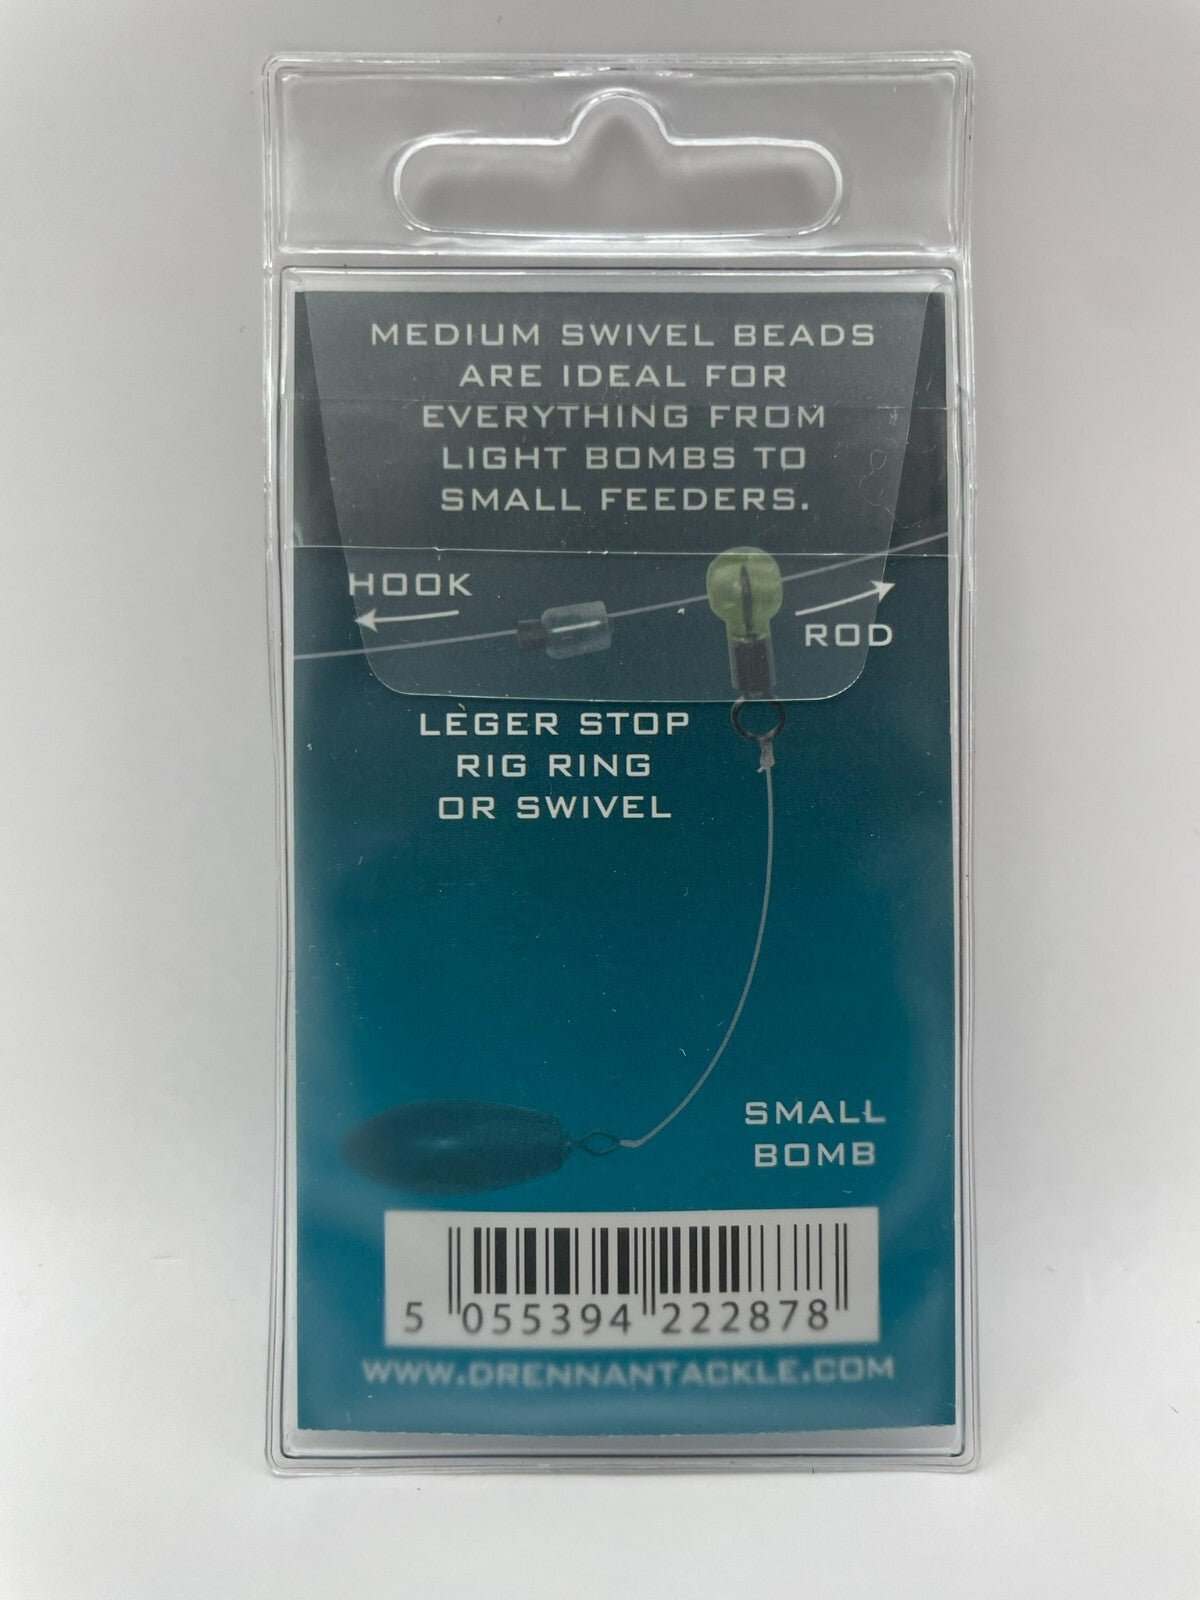 MEDIUM SWIVEL BEADS
ARE IDEAL FOR
EVERYTHING FROM
LIGHT BOMBS TO
SMALL FEEDERS.
HOOK
ROD
LEGER STOP
RIG RING
OR SWIVEL
SMALL
BOMB
5 055394 222878
WWW.DRENNANTACKLE.COM